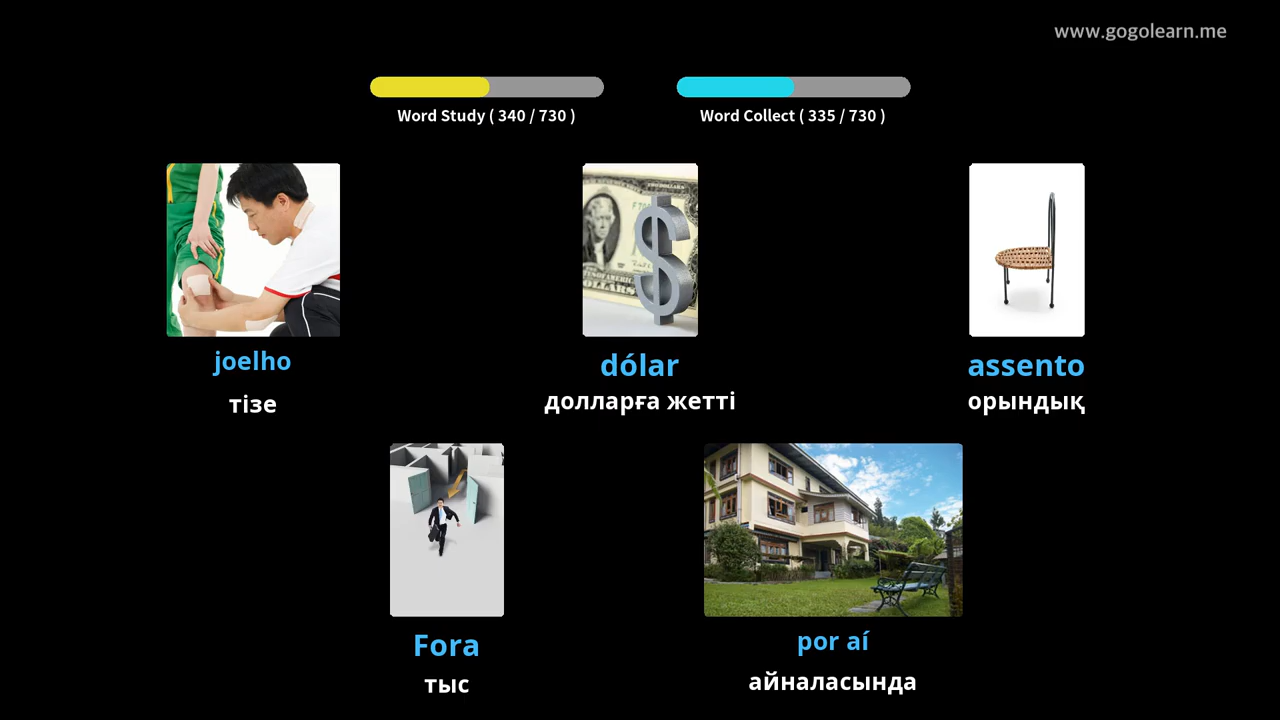 www.gogolearn.me
Word Study ( 340 / 730 )
Word Collect ( 335 / 730 )
joelho
тізе
dólar
долларға жетті
assento
орындық
Fora
тыс
por aí
айналасында